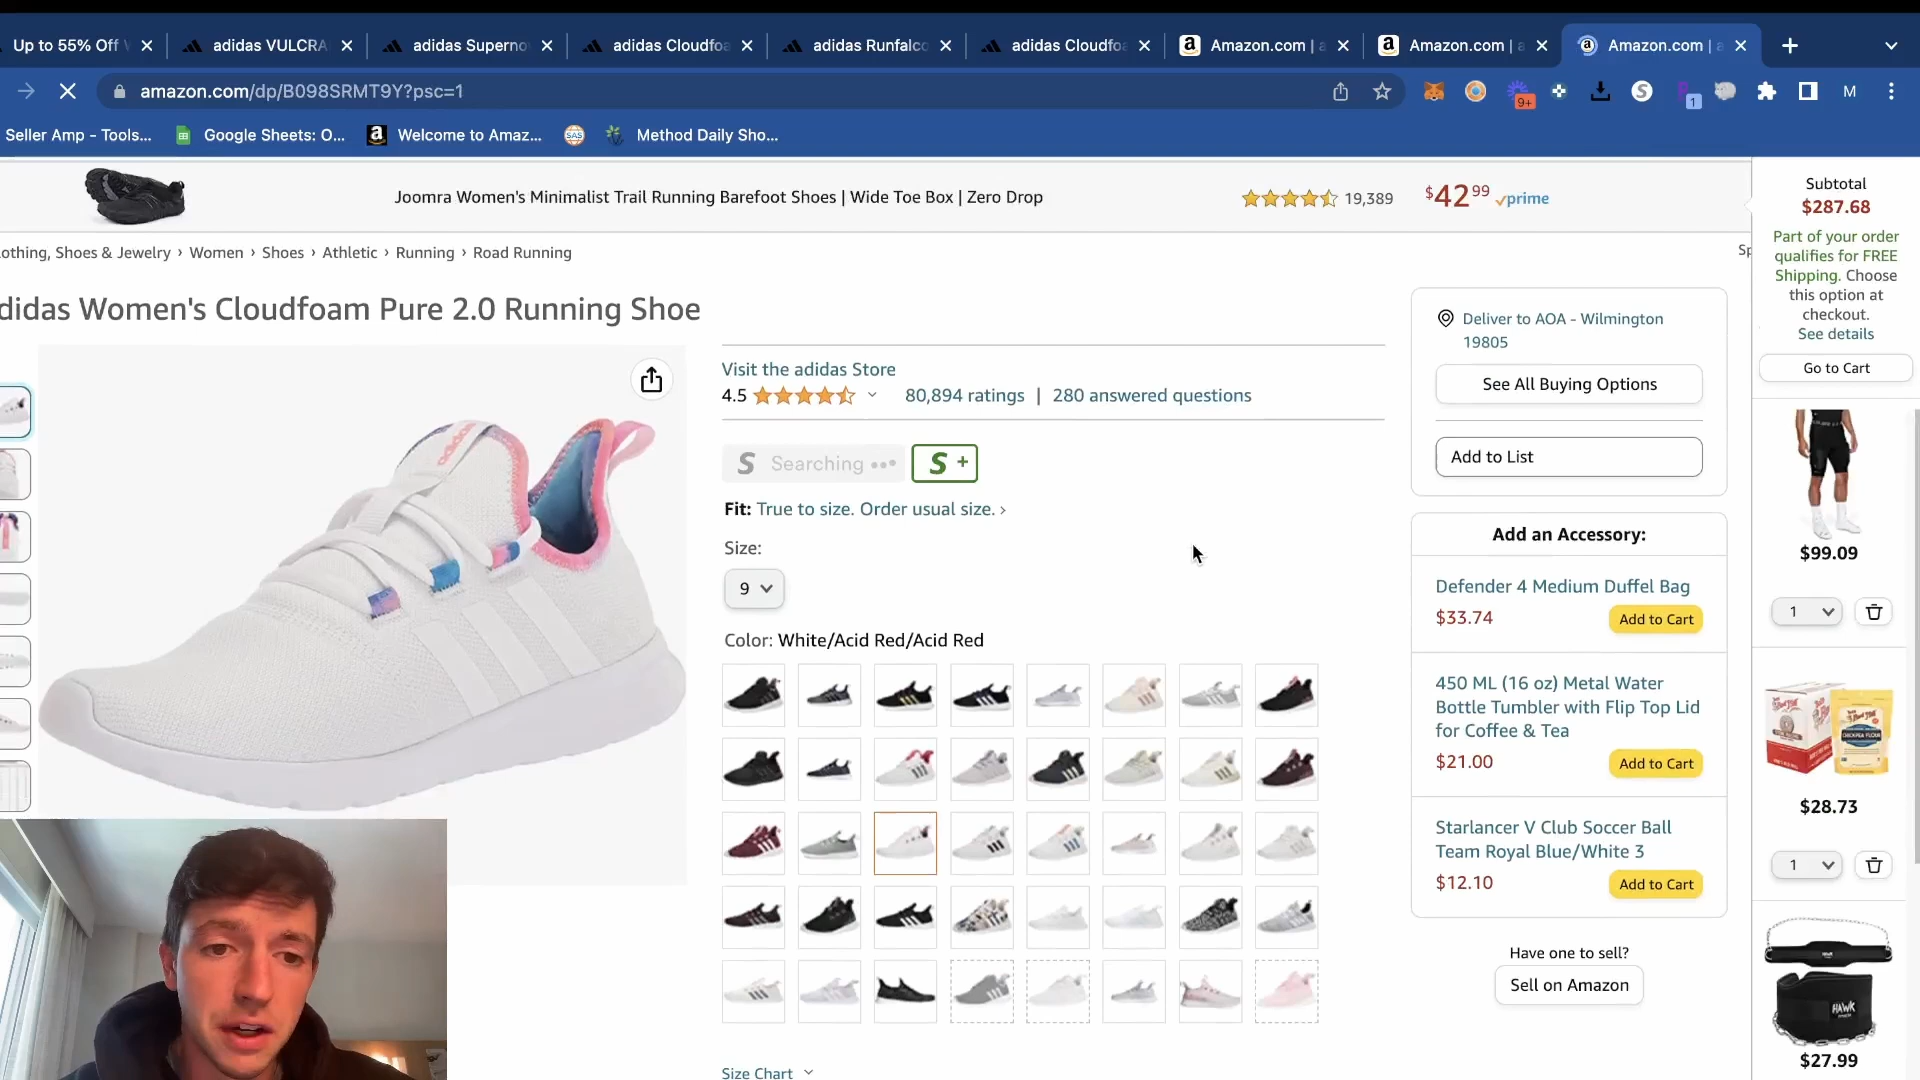 Up to 55% Off
adidas VULCRA
adidas Superno
adidas Cloudfoa
adidas Runfalco
adidas Cloudfoa
Amazon.com | a
Amazon.com | a
Amazon.com | a
amazon.com/dp/B098SRMT9Y?psc=1
9+
1
M
Seller Amp - Tools...
Google Sheets: O...
Welcome to Amaz...
SAS
Method Daily Sho...
Joomra Women's Minimalist Trail Running Barefoot Shoes | Wide Toe Box | Zero Drop
19,389
$42 99
prime
lothing, Shoes & Jewelry › Women › Shoes › Athletic › Running › Road Running
Sp
didas Women's Cloudfoam Pure 2.0 Running Shoe
Visit the adidas Store
4.5
80,894 ratings | 280 answered questions
S Searching •••
S +
Fit: True to size. Order usual size. ›
Size:
9
Color: White/Acid Red/Acid Red
Size Chart
Deliver to AOA - Wilmington
19805
See All Buying Options
Add to List
Add an Accessory:
Defender 4 Medium Duffel Bag
$33.74
Add to Cart
450 ML (16 oz) Metal Water
Bottle Tumbler with Flip Top Lid
for Coffee & Tea
$21.00
Add to Cart
Starlancer V Club Soccer Ball
Team Royal Blue/White 3
$12.10
Add to Cart
Have one to sell?
Sell on Amazon
Subtotal
$287.68
Part of your order
qualifies for FREE
Shipping. Choose
this option at
checkout.
See details
Go to Cart
$99.09
1
$28.73
1
HAWK
$27.99